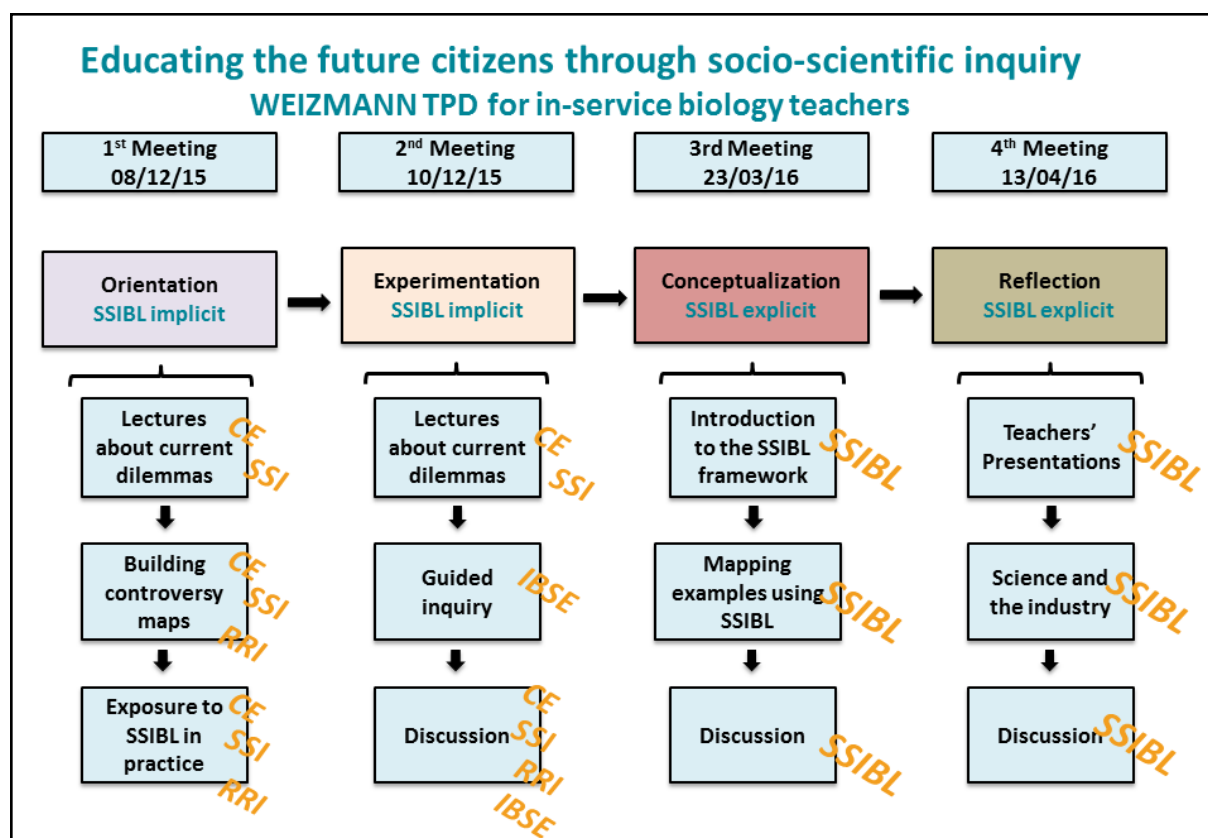 Educating the future citizens through socio-scientific inquiry
WEIZMANN TPD for in-service biology teachers
1st Meeting
08/12/15
2nd Meeting
10/12/15
3rd Meeting
23/03/16
4th Meeting
13/04/16
Orientation
SSIBL implicit
Experimentation
SSIBL implicit
Conceptualization
SSIBL explicit
Reflection
SSIBL explicit
Lectures
about current
dilemmas
CE
SSI
Lectures
about current
dilemmas
CE
SSI
Introduction
to the SSIBL
framework
SSIBL
Teachers’
Presentations
SSIBL
Building
controversy
maps
CE
SSI
RRI
Guided
inquiry
IBSE
Mapping
examples using
SSIBL
SSIBL
Science and
the industry
SSIBL
Exposure to
SSIBL in
practice
CE
SSI
RRI
Discussion
CE
SSI
RRI
IBSE
Discussion
SSIBL
Discussion
SSIBL